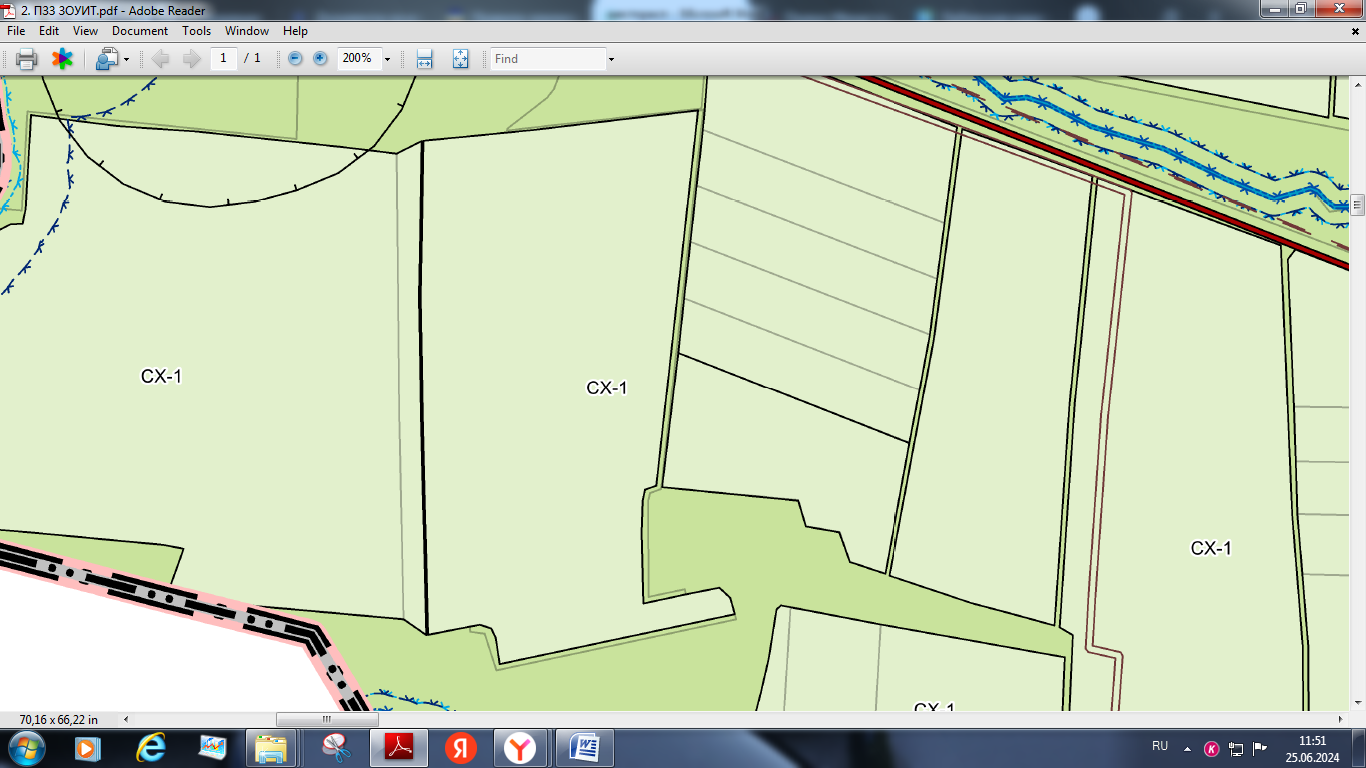 2. ПЗЗ ЗОУИТ.pdf - Adobe Reader
File Edit View Document Tools Window Help
1 / 1 200% Find
СХ-1
СХ-1
СХ-1
СХ-1
70,16 x 66,22 in
RU
11:51
25.06.2024